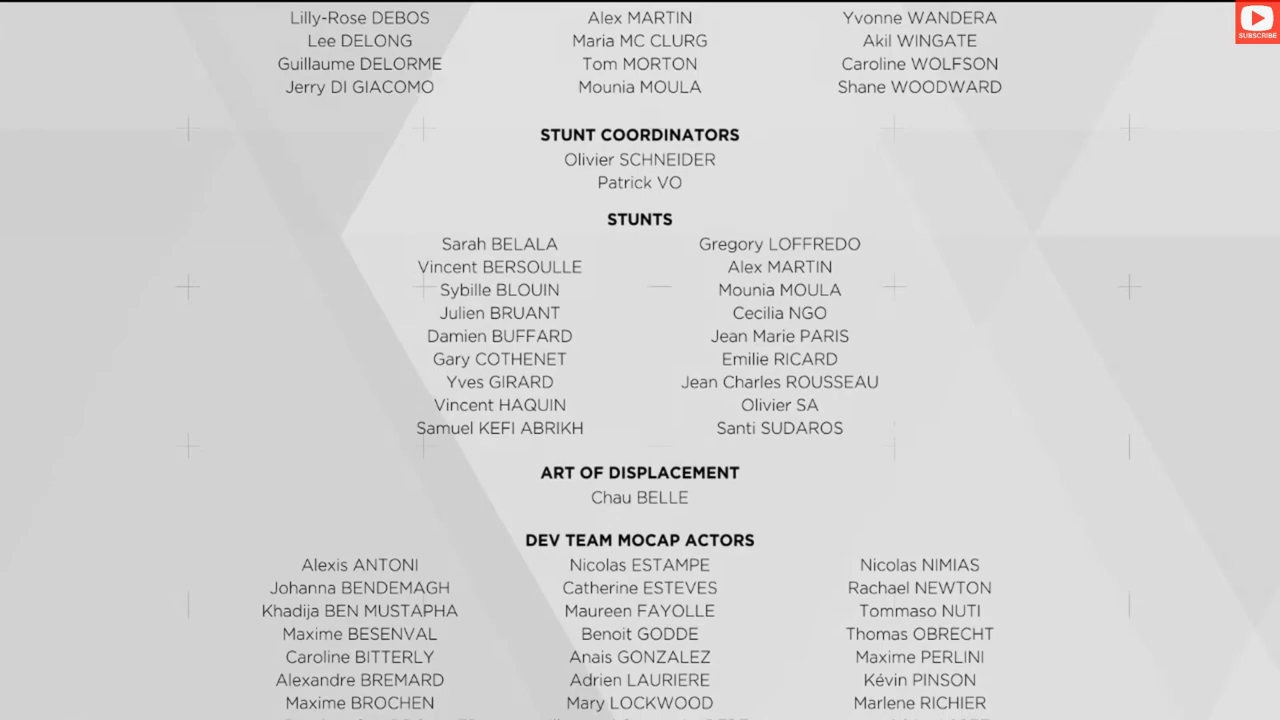 Lilly-Rose DEBOS Alex MARTIN Yvonne WANDERA
SUBSCRIBE
Lee DELONG Maria MC CLURG Akil WINGATE
Guillaume DELORME Tom MORTON Caroline WOLFSON
Jerry DI GIACOMO Mounia MOULA Shane WOODWARD
STUNT COORDINATORS
Olivier SCHNEIDER
Patrick VO
STUNTS
Sarah BELALA Gregory LOFFREDO
Vincent BERSOULLE Alex MARTIN
Sybille BLOUIN Mounia MOULA
Julien BRUANT Cecilia NGO
Damien BUFFARD Jean Marie PARIS
Gary COTHENET Emilie RICARD
Yves GIRARD Jean Charles ROUSSEAU
Vincent HAQUIN Olivier SA
Samuel KEFI ABRIKH Santi SUDAROS
ART OF DISPLACEMENT
Chau BELLE
DEV TEAM MOCAP ACTORS
Alexis ANTONI Nicolas ESTAMPE Nicolas NIMIAS
Johanna BENDEMAGH Catherine ESTEVES Rachael NEWTON
Khadija BEN MUSTAPHA Maureen FAYOLLE Tommaso NUTI
Maxime BESENVAL Benoit GODDE Thomas OBRECHT
Caroline BITTERLY Anais GONZALEZ Maxime PERLINI
Alexandre BREMARD Adrien LAURIERE Kévin PINSON
Maxime BROCHEN Mary LOCKWOOD Marlene RICHIER